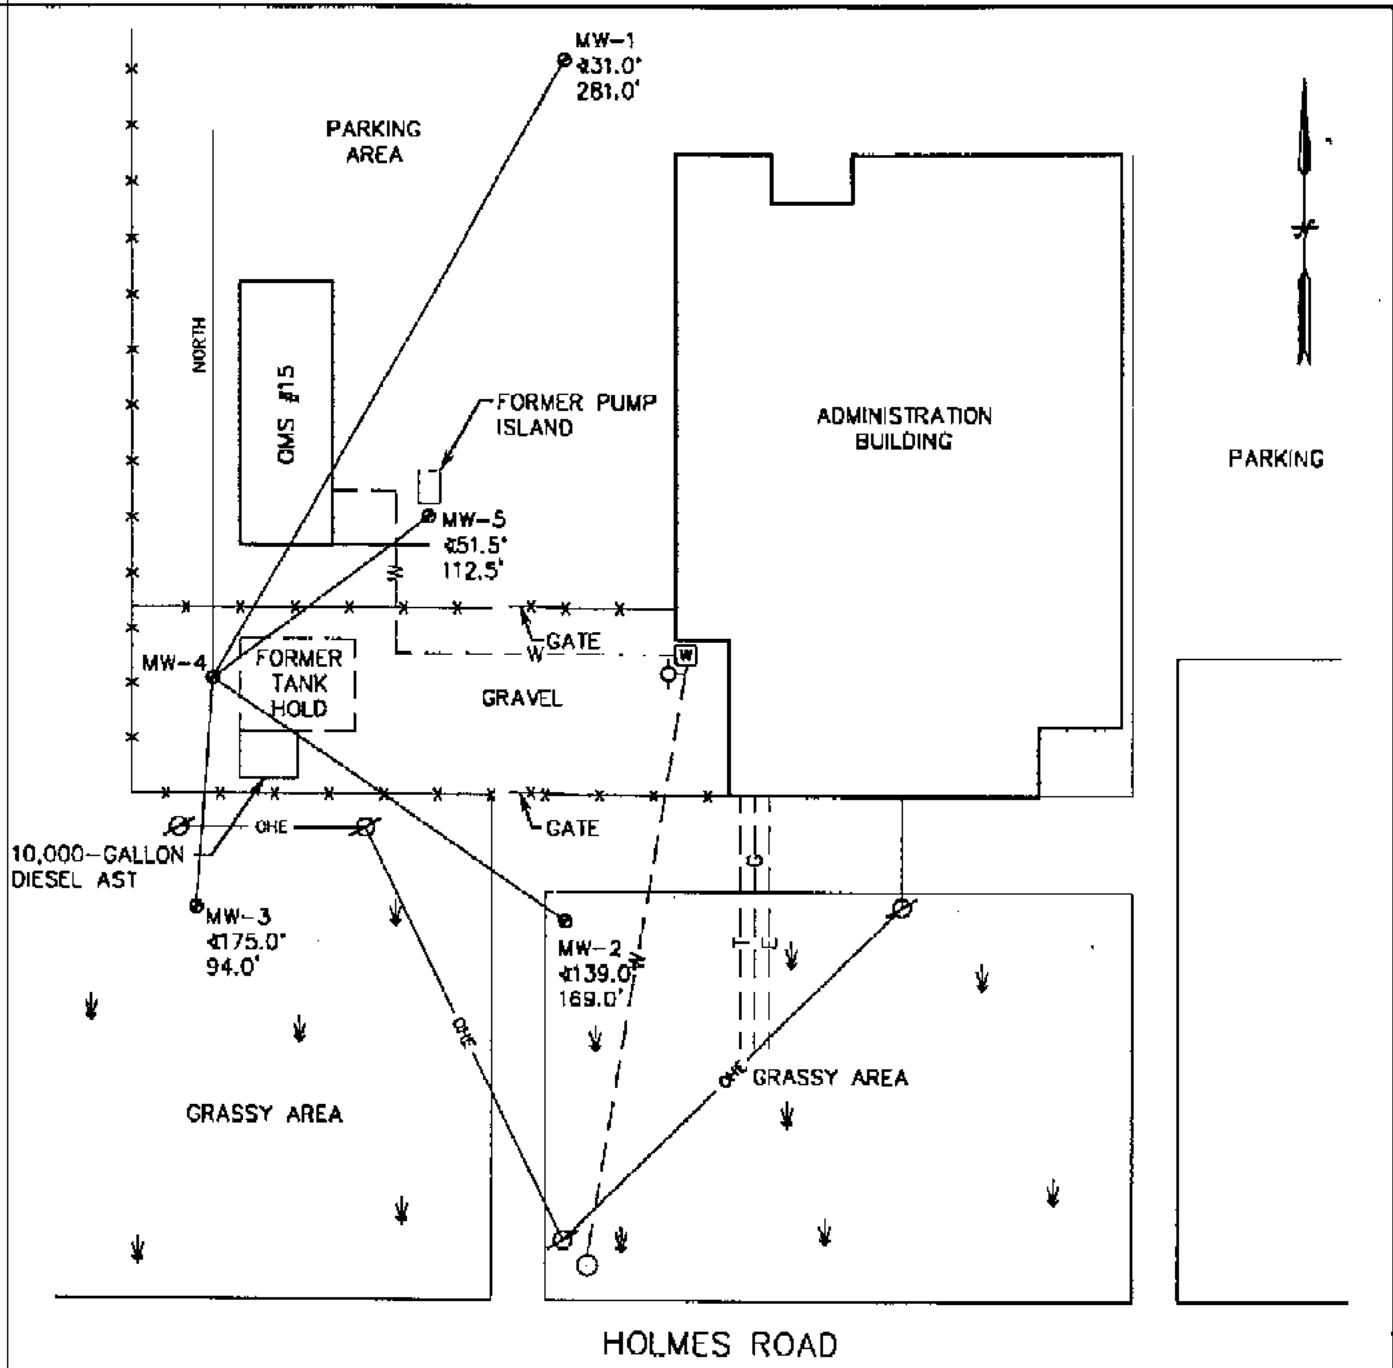 MW-1
∢31.0°
281.0'
PARKING
AREA
NORTH
OMS #15
FORMER PUMP
ISLAND
ADMINISTRATION
BUILDING
PARKING
MW-5
∢51.5°
112.5'
W
GATE
W
W
MW-4
FORMER
TANK
HOLD
GRAVEL
OHE
GATE
10,000-GALLON
DIESEL AST
G
MW-3
∢175.0°
94.0'
MW-2
∢139.0
169.0'
W
T
E
OHE
OHE
GRASSY AREA
GRASSY AREA
HOLMES ROAD